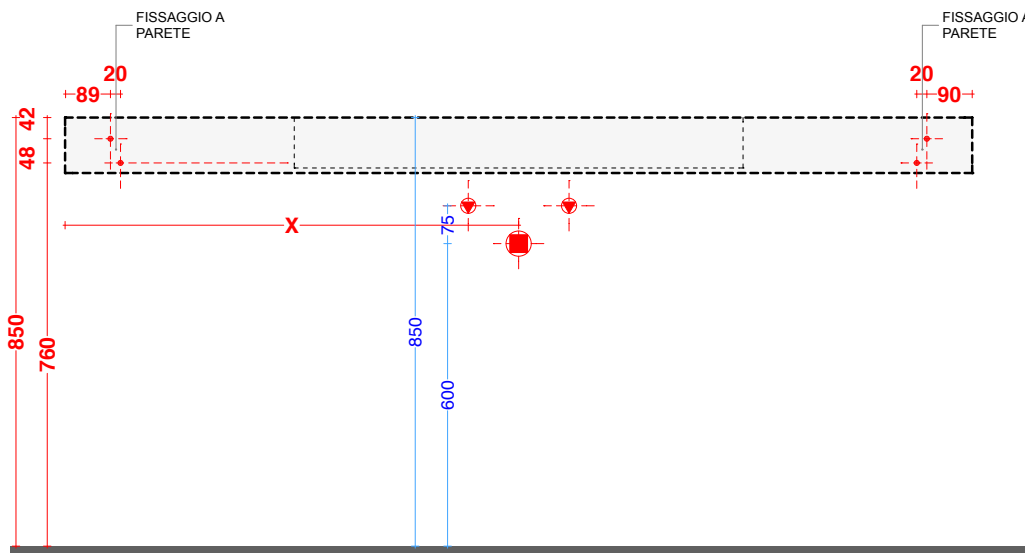 FISSAGGIO A
PARETE
FISSAGGIO A
PARETE
20
20
89
90
42
48
X
75
850
760
850
600